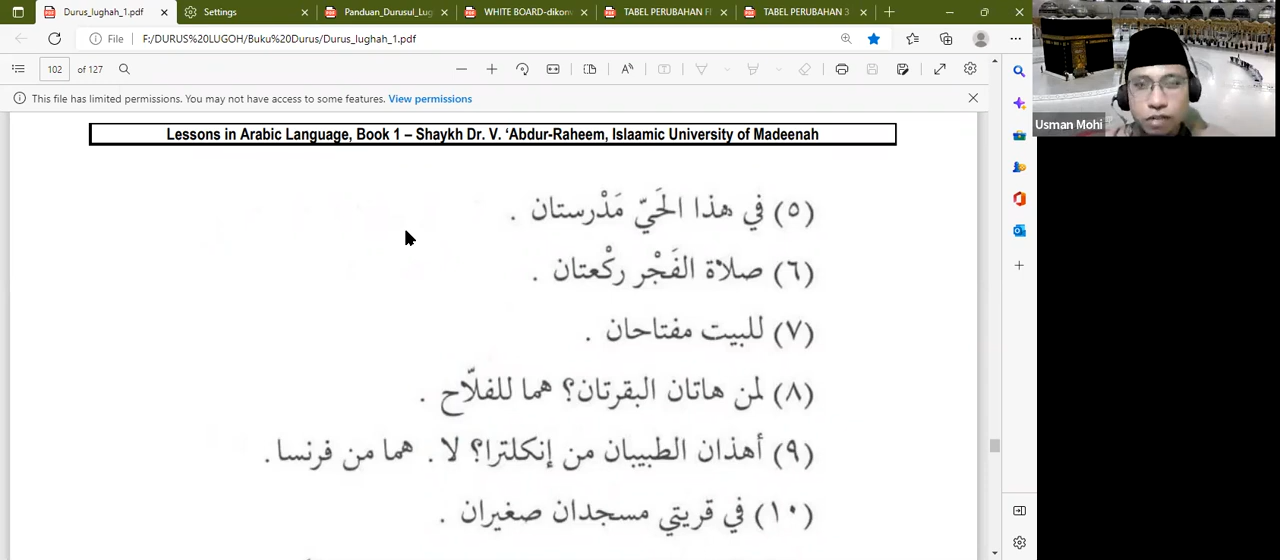 Durus_lughah_1.pdf
Settings
Panduan_Durusul_Lug
WHITE BOARD-dikon
TABEL PERUBAHAN FI
TABEL PERUBAHAN 3
File
F:/DURUS%20LUGOH/Buku%20Durus/Durus_lughah_1.pdf
102 of 127
This file has limited permissions. You may not have access to some features. View permissions
Usman Mohi
Lessons in Arabic Language, Book 1 – Shaykh Dr. V. ‘Abdur-Raheem, Islaamic University of Madeenah
(٥) في هذا الحَيّ مَدْرستان .
(٦) صلاة الفَجْر ركْعتان .
(٧) للبيت مفتاحان .
(٨) لمن هاتان البقرتان؟ هما للفلّاح .
(٩) أهذان الطبيبان من إنكلترا؟ لا . هما من فرنسا .
(١٠) في قريتي مسجدان صغيران .